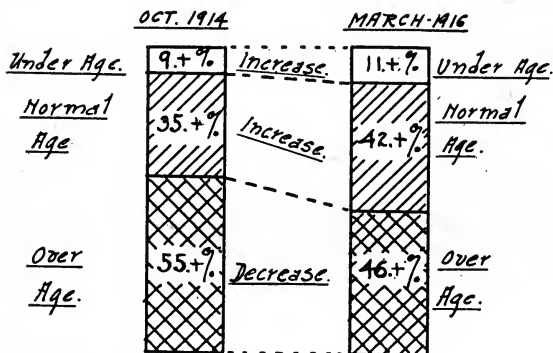 OCT. 1914 MARCH-1916
Under Age. 9.+% Increase. 11.+% Under Age.
Normal Age 35.+% Increase. 42.+% Normal Age.
Over Age. 55.+% Decrease. 46.+% Over Age.